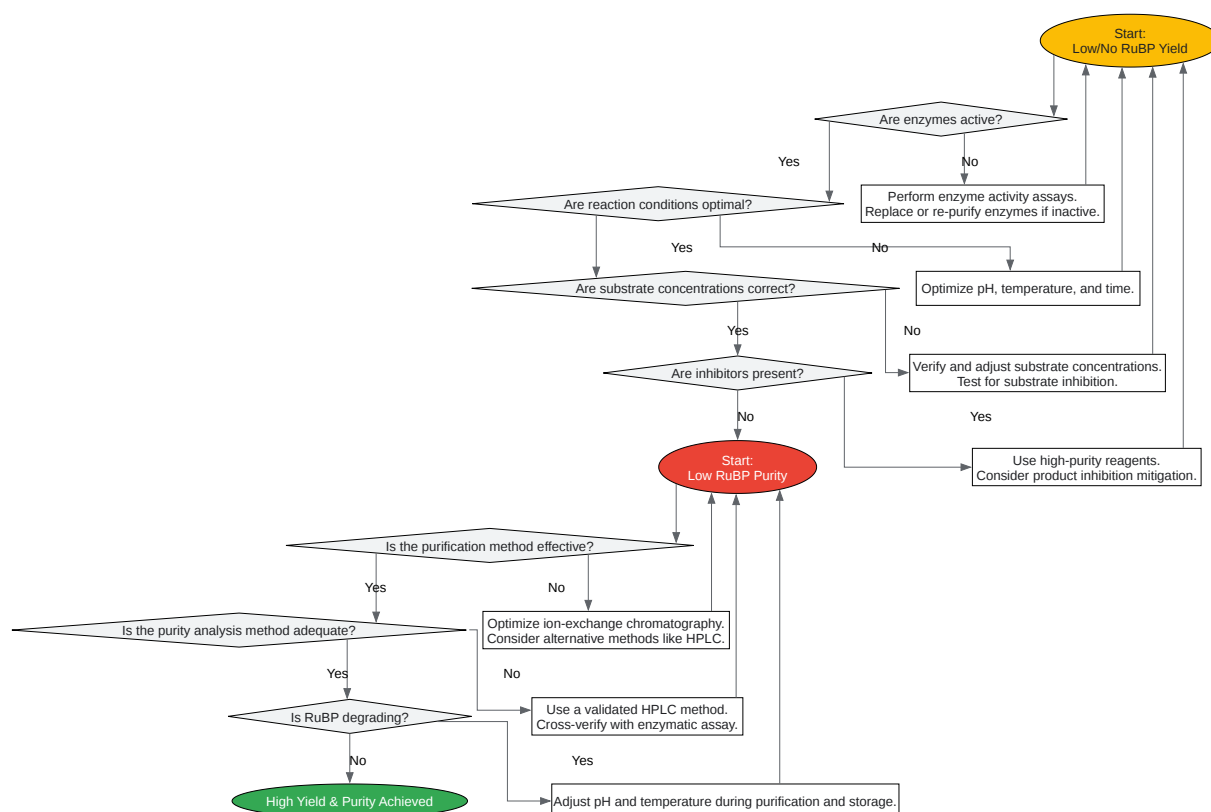 Start:
Low/No RuBP Yield
Are enzymes active?
Yes
No
Perform enzyme activity assays.
Replace or re-purify enzymes if inactive.
Are reaction conditions optimal?
Yes
No
Optimize pH, temperature, and time.
Are substrate concentrations correct?
Yes
No
Verify and adjust substrate concentrations.
Test for substrate inhibition.
Are inhibitors present?
No
Yes
Use high-purity reagents.
Consider product inhibition mitigation.
Start:
Low RuBP Purity
Is the purification method effective?
Yes
No
Optimize ion-exchange chromatography.
Consider alternative methods like HPLC.
Is the purity analysis method adequate?
Yes
No
Use a validated HPLC method.
Cross-verify with enzymatic assay.
Is RuBP degrading?
No
Yes
High Yield & Purity Achieved
Adjust pH and temperature during purification and storage.